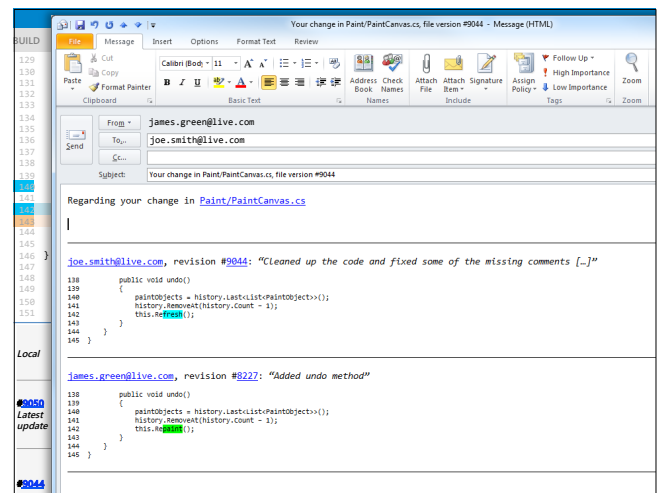 Your change in Paint/PaintCanvas.cs, file version #9044 - Message (HTML)
BUILD
File Message Insert Options Format Text Review
Cut
Copy
Format Painter
Paste
Clipboard
Calibri (Body 11
B I U
Basic Text
Address Book
Check Names
Names
Attach File
Attach Item
Signature
Include
Assign Policy
Follow Up
High Importance
Low Importance
Tags
Zoom
Zoom
129
130
131
132
133
134
135
136
137
138
139
140
141
142
143
144
145
146 }
147
148
149
150
151
Send
From james.green@live.com
To... joe.smith@live.com
Cc...
Subject: Your change in Paint/PaintCanvas.cs, file version #9044
Regarding your change in Paint/PaintCanvas.cs
joe.smith@live.com, revision #9044: “Cleaned up the code and fixed some of the missing comments […]”
138 public void undo()
139 {
140 paintObjects = history.Last<List<PaintObject>>();
141 history.RemoveAt(history.Count - 1);
142 this.Refresh();
143 }
144 }
145 }
Local
james.green@live.com, revision #8227: “Added undo method”
138 public void undo()
139 {
140 paintObjects = history.Last<List<PaintObject>>();
141 history.RemoveAt(history.Count - 1);
142 this.Repaint();
143 }
144 }
145 }
#9050
Latest
update
#9044